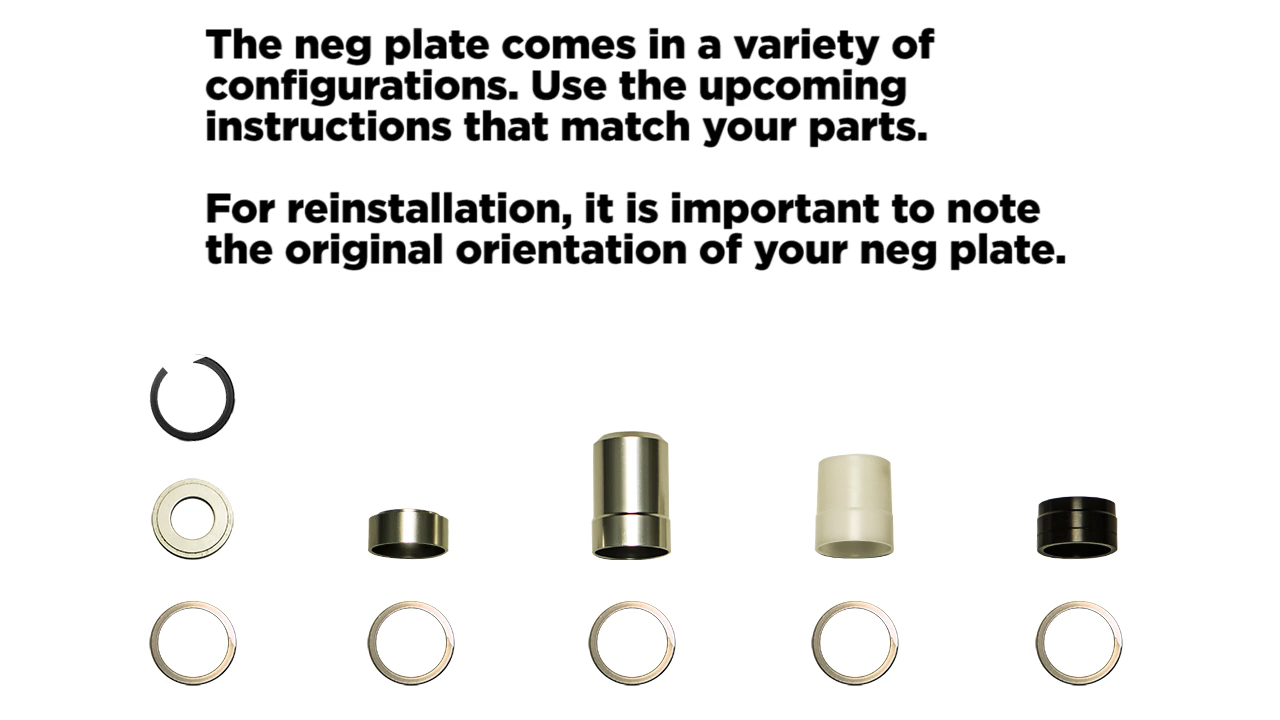 The neg plate comes in a variety of
configurations. Use the upcoming
instructions that match your parts.
For reinstallation, it is important to note
the original orientation of your neg plate.